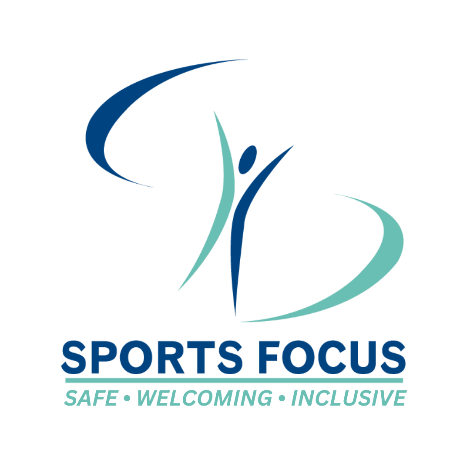 SPORTS FOCUS
SAFE • WELCOMING • INCLUSIVE